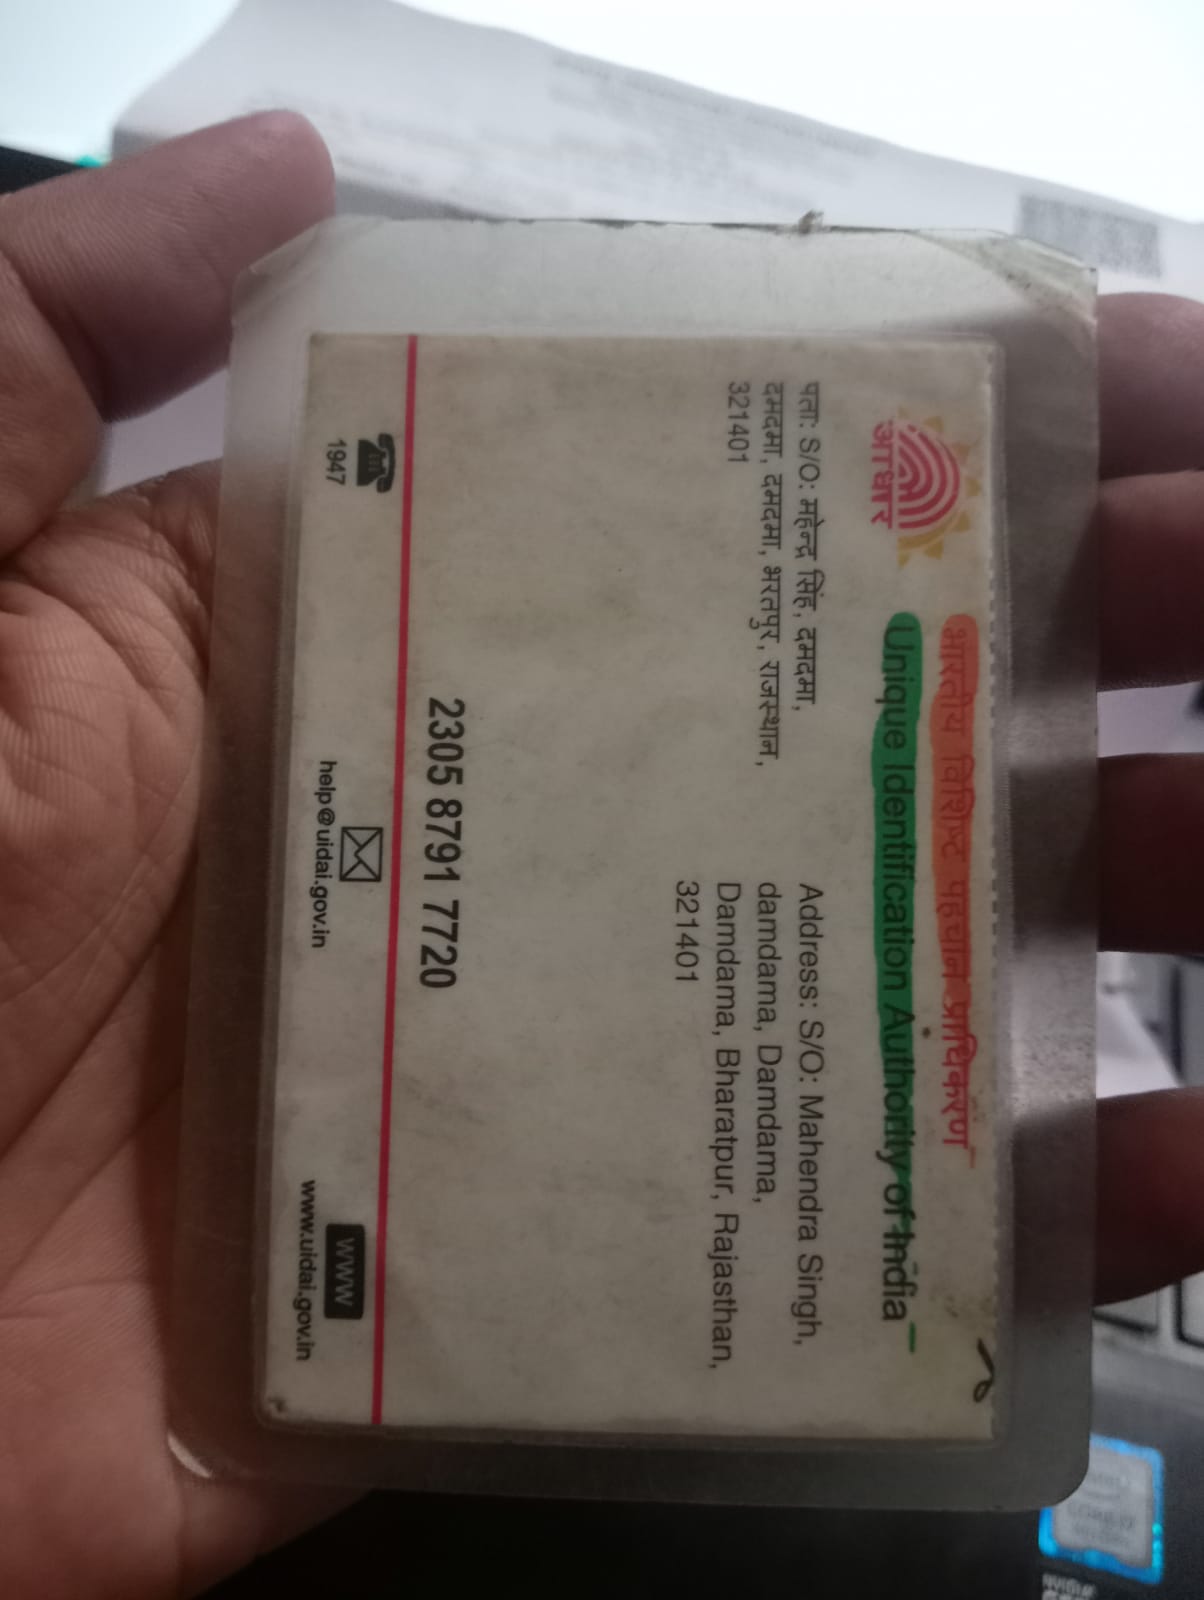 भारतीय विशिष्ट पहचान प्राधिकरण
Unique Identification Authority of India
आधार
पता: S/O: महेन्द्र सिंह, दमदमा,
दमदमा, दमदमा, भरतपुर, राजस्थान,
321401
Address: S/O: Mahendra Singh,
damdama, Damdama,
Damdama, Bharatpur, Rajasthan,
321401
2305 8791 7720
1947
help@uidai.gov.in
www
www.uidai.gov.in